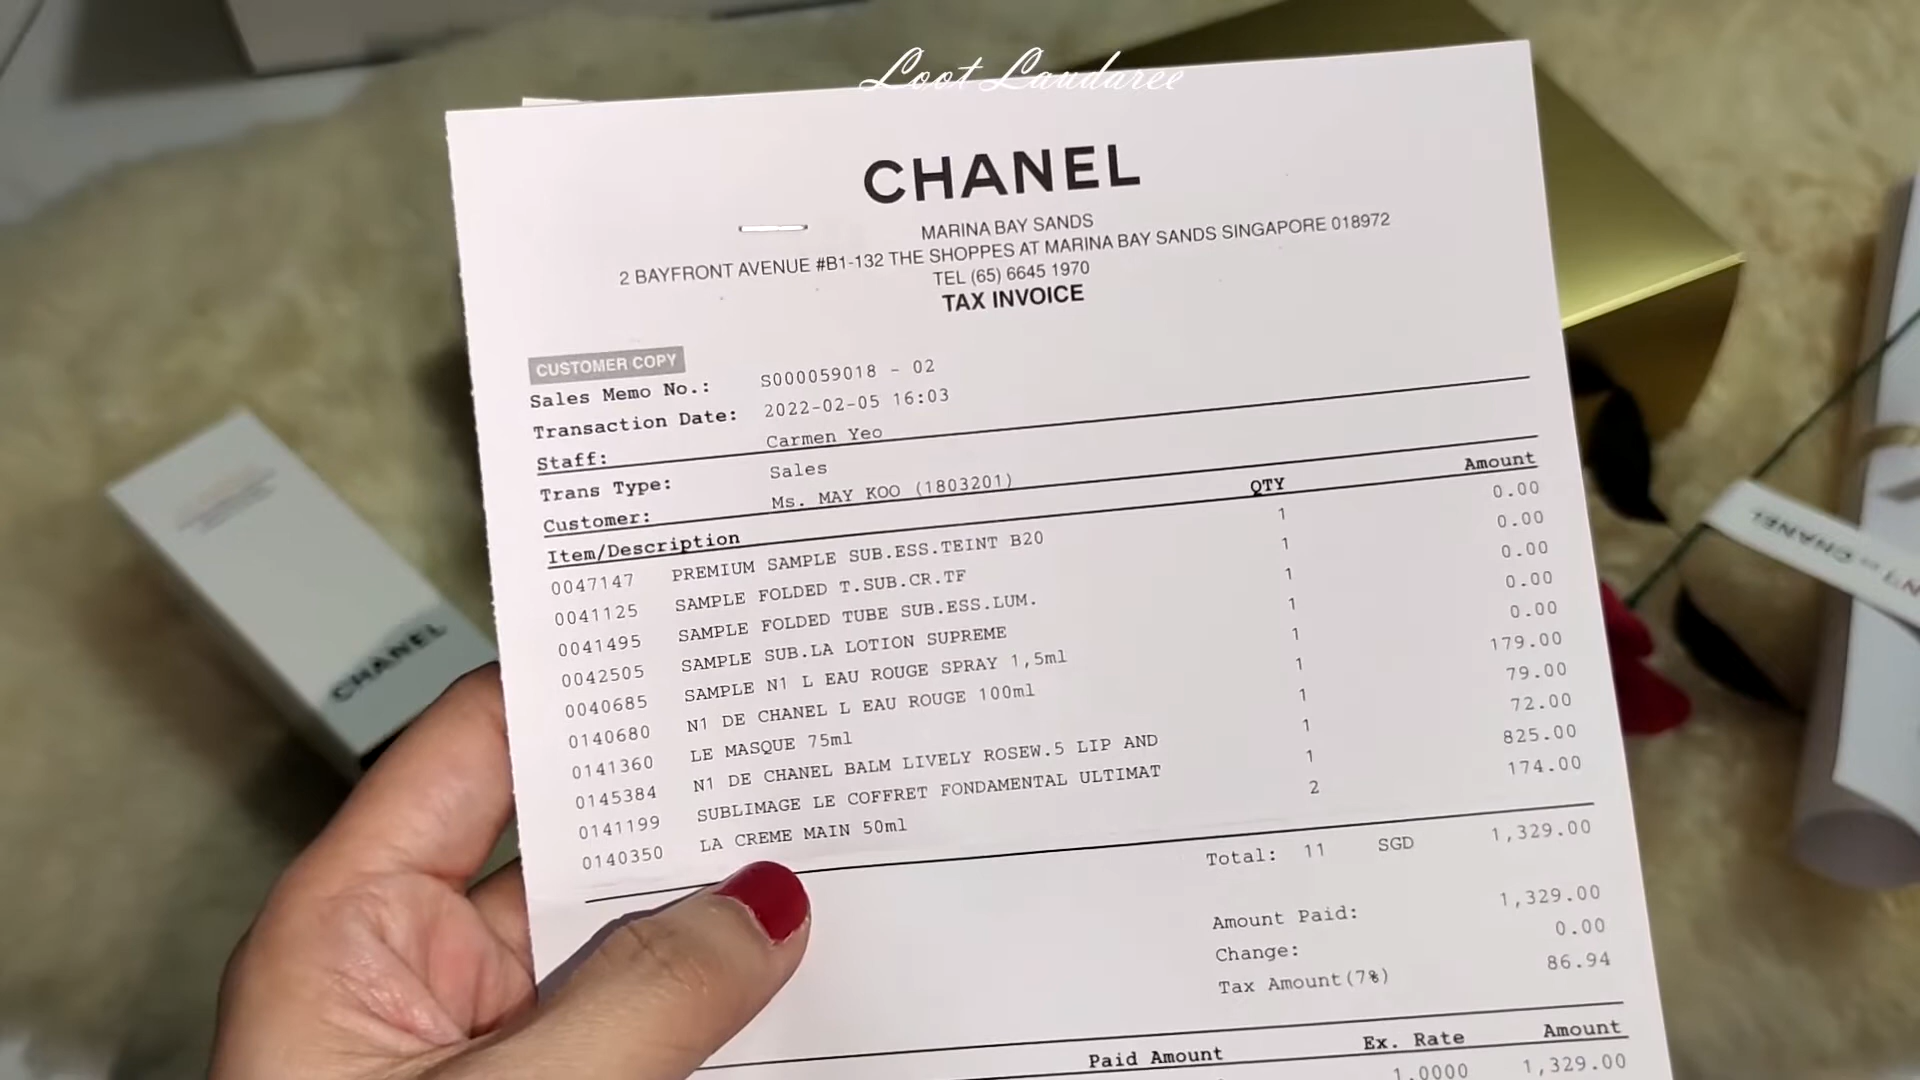 Loot Laudaree
CHANEL
MARINA BAY SANDS
2 BAYFRONT AVENUE #B1-132 THE SHOPPES AT MARINA BAY SANDS SINGAPORE 018972
TEL (65) 6645 1970
TAX INVOICE
CUSTOMER COPY
Sales Memo No.: S000059018 - 02
Transaction Date: 2022-02-05 16:03
Staff: Carmen Yeo
Trans Type: Sales
Customer: Ms. MAY KOO (1803201)
Item/Description QTY Amount
0047147 PREMIUM SAMPLE SUB.ESS.TEINT B20 1 0.00
0041125 SAMPLE FOLDED T.SUB.CR.TF 1 0.00
0041495 SAMPLE FOLDED TUBE SUB.ESS.LUM. 1 0.00
0042505 SAMPLE SUB.LA LOTION SUPREME 1 0.00
0040685 SAMPLE N1 L EAU ROUGE SPRAY 1,5ml 1 0.00
0140680 N1 DE CHANEL L EAU ROUGE 100ml 1 179.00
0141360 LE MASQUE 75ml 1 79.00
0145384 N1 DE CHANEL BALM LIVELY ROSEW.5 LIP AND 1 72.00
0141199 SUBLIMAGE LE COFFRET FONDAMENTAL ULTIMAT 1 825.00
0140350 LA CREME MAIN 50ml 2 174.00
Total: 11 SGD 1,329.00
Amount Paid: 1,329.00
Change: 0.00
Tax Amount(7%) 86.94
Paid Amount Ex. Rate Amount
1.0000 1,329.00
CHANEL
CHANEL